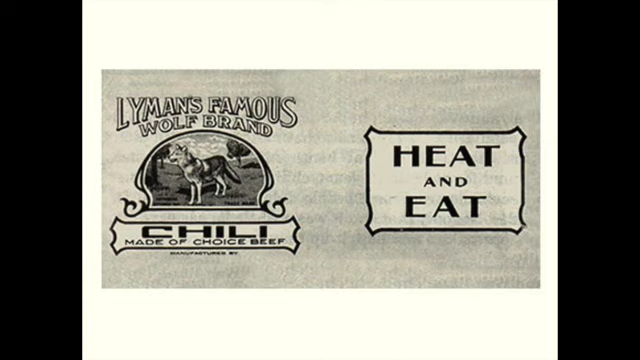 LYMAN'S FAMOUS
WOLF BRAND
CHILI
MADE OF CHOICE BEEF
MANUFACTURED BY
HEAT
AND
EAT